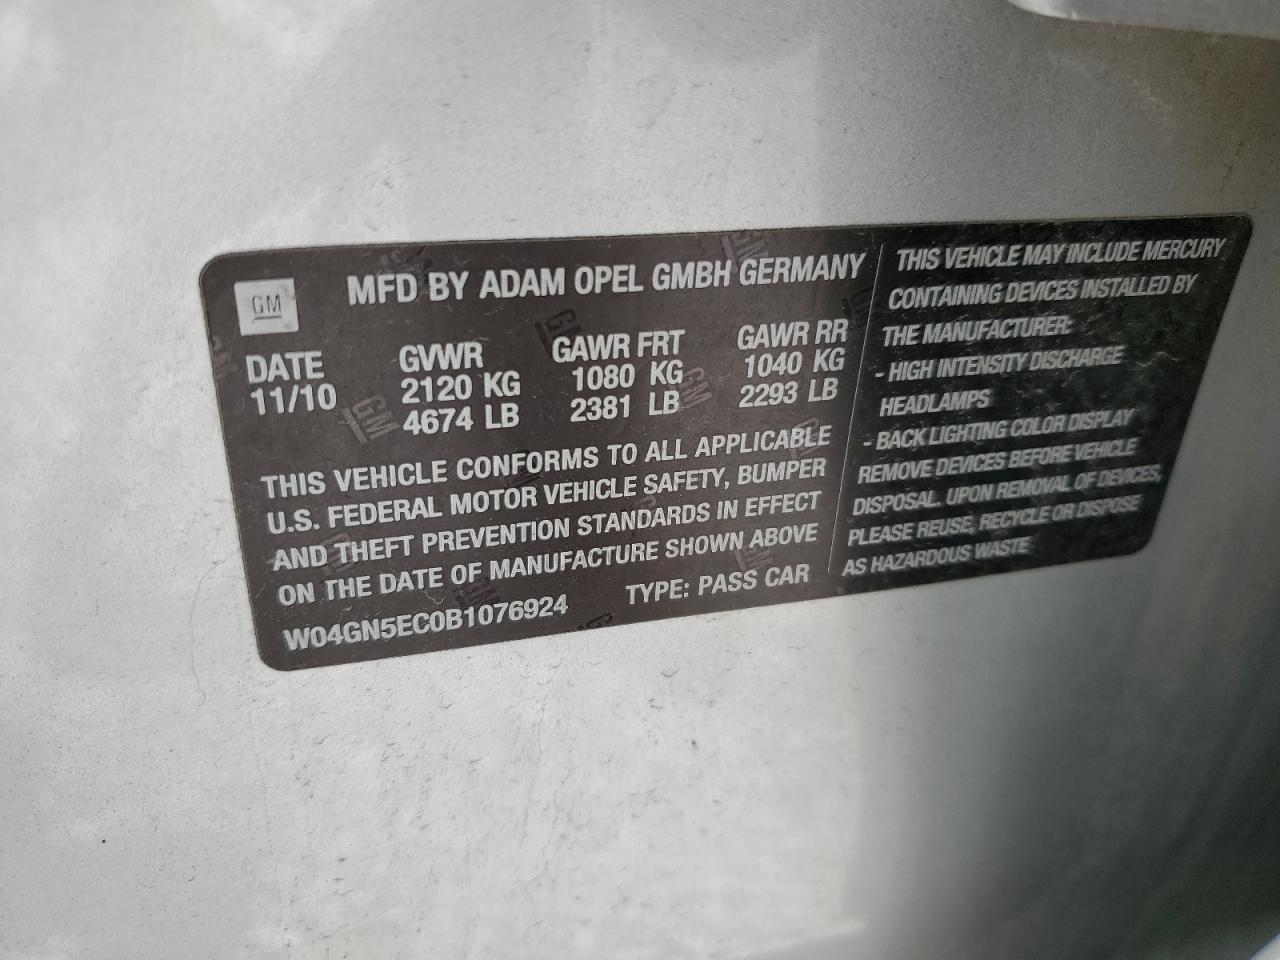 GM
MFD BY ADAM OPEL GMBH GERMANY
DATE GVWR GAWR FRT GAWR RR
11/10 2120 KG 1080 KG 1040 KG
4674 LB 2381 LB 2293 LB
THIS VEHICLE CONFORMS TO ALL APPLICABLE
U.S. FEDERAL MOTOR VEHICLE SAFETY, BUMPER
AND THEFT PREVENTION STANDARDS IN EFFECT
ON THE DATE OF MANUFACTURE SHOWN ABOVE
W04GN5EC0B1076924 TYPE: PASS CAR
THIS VEHICLE MAY INCLUDE MERCURY
CONTAINING DEVICES INSTALLED BY
THE MANUFACTURER:
- HIGH INTENSITY DISCHARGE
HEADLAMPS
- BACK LIGHTING COLOR DISPLAY
REMOVE DEVICES BEFORE VEHICLE
DISPOSAL. UPON REMOVAL OF DEVICES,
PLEASE REUSE, RECYCLE OR DISPOSE
AS HAZARDOUS WASTE